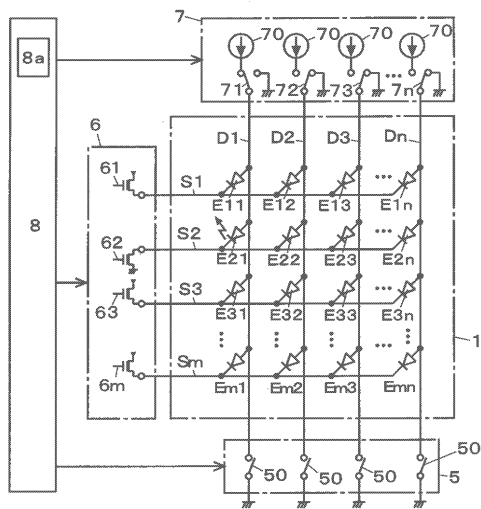 7
70 70 70 70
8a
71 72 73 ... 7n
6
D1 D2 D3 Dn
61
S1
E11 E12 E13 E1n
8
62
S2
E21 E22 E23 E2n
63
S3
E31 E32 E33 E3n
1
6m
Sm
Em1 Em2 Em3 Emn
50
50 50 50 5